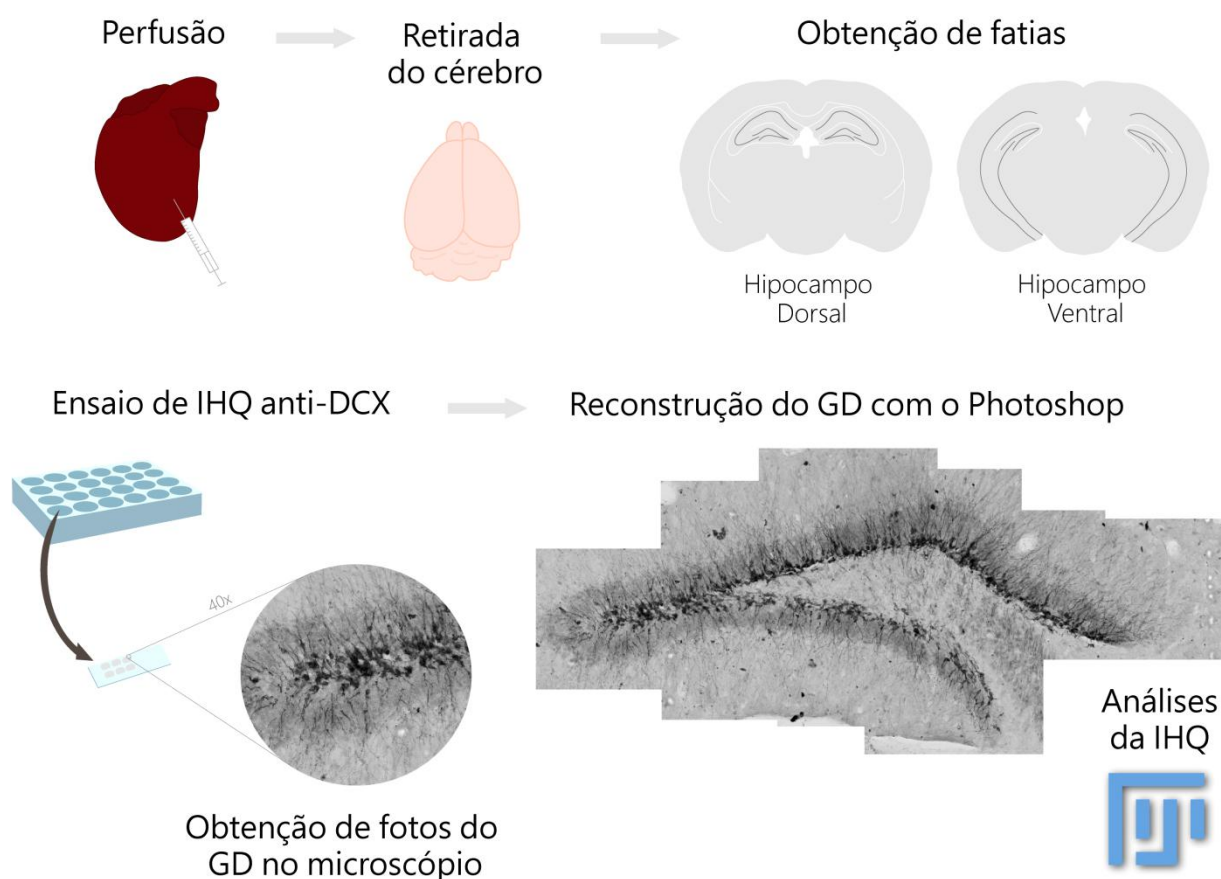 Perfusão
Retirada
do cérebro
Obtenção de fatias
Hipocampo
Dorsal
Hipocampo
Ventral
Ensaio de IHQ anti-DCX
Reconstrução do GD com o Photoshop
40x
Obtenção de fotos do
GD no microscópio
Análises
da IHQ